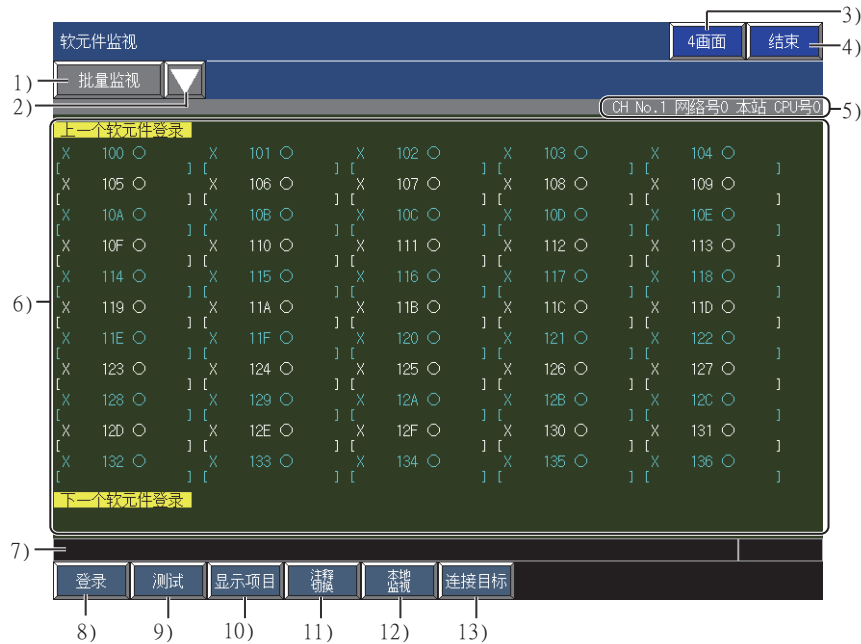 3)
软元件监视 4画面 结束
4)
1) 批量监视
2)
CH No.1 网络号0 本站 CPU号0 5)
上一个软元件登录
X 100 ○ X 101 ○ X 102 ○ X 103 ○ X 104 ○
[ ] [ ] [ ] [ ] [ ]
X 105 ○ X 106 ○ X 107 ○ X 108 ○ X 109 ○
[ ] [ ] [ ] [ ] [ ]
X 10A ○ X 10B ○ X 10C ○ X 10D ○ X 10E ○
[ ] [ ] [ ] [ ] [ ]
X 10F ○ X 110 ○ X 111 ○ X 112 ○ X 113 ○
[ ] [ ] [ ] [ ] [ ]
X 114 ○ X 115 ○ X 116 ○ X 117 ○ X 118 ○
[ ] [ ] [ ] [ ] [ ]
6)
X 119 ○ X 11A ○ X 11B ○ X 11C ○ X 11D ○
[ ] [ ] [ ] [ ] [ ]
X 11E ○ X 11F ○ X 120 ○ X 121 ○ X 122 ○
[ ] [ ] [ ] [ ] [ ]
X 123 ○ X 124 ○ X 125 ○ X 126 ○ X 127 ○
[ ] [ ] [ ] [ ] [ ]
X 128 ○ X 129 ○ X 12A ○ X 12B ○ X 12C ○
[ ] [ ] [ ] [ ] [ ]
X 12D ○ X 12E ○ X 12F ○ X 130 ○ X 131 ○
[ ] [ ] [ ] [ ] [ ]
X 132 ○ X 133 ○ X 134 ○ X 135 ○ X 136 ○
[ ] [ ] [ ] [ ] [ ]
下一个软元件登录
7)
登录 测试 显示项目 注释切换 本地监视 连接目标
8) 9) 10) 11) 12) 13)